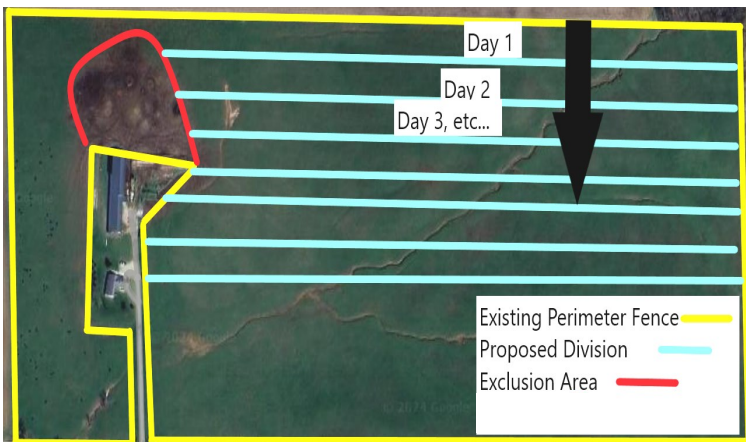 Day 1
Day 2
Day 3, etc...
Existing Perimeter Fence
Proposed Division
Exclusion Area
© 2024 Google